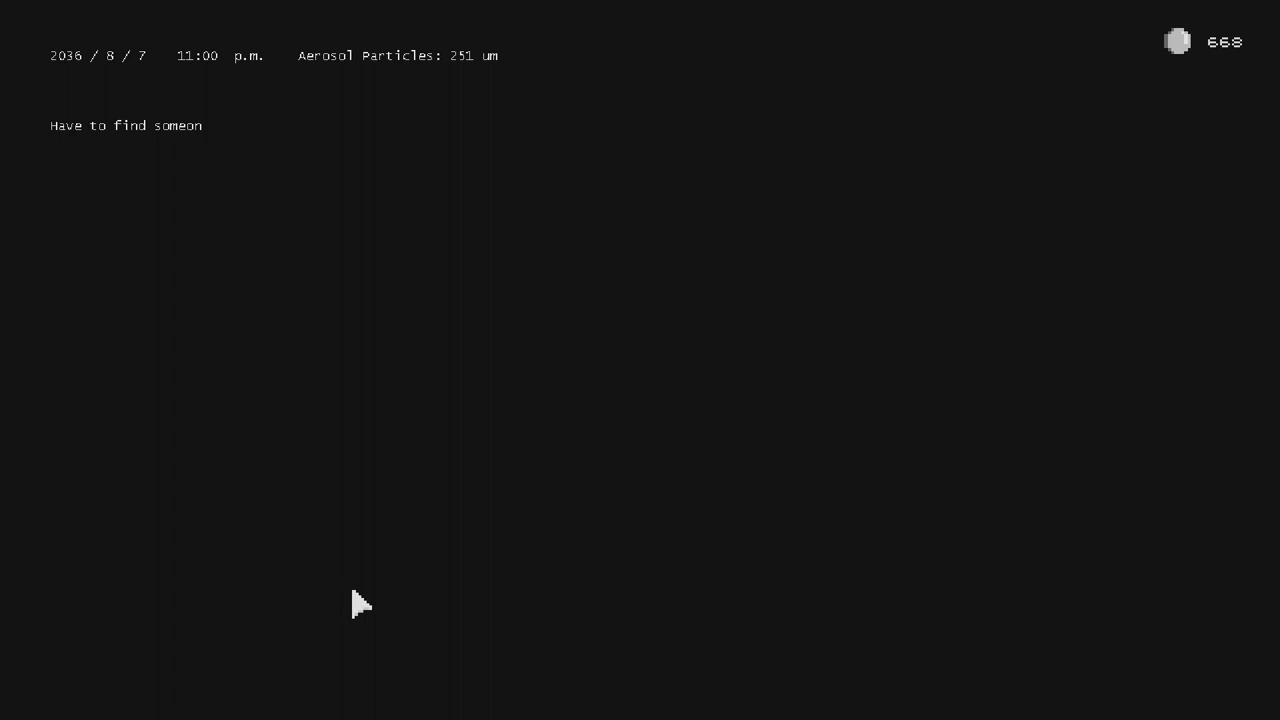 2036 / 8 / 7 11:00 p.m. Aerosol Particles: 251 um
668
Have to find someon